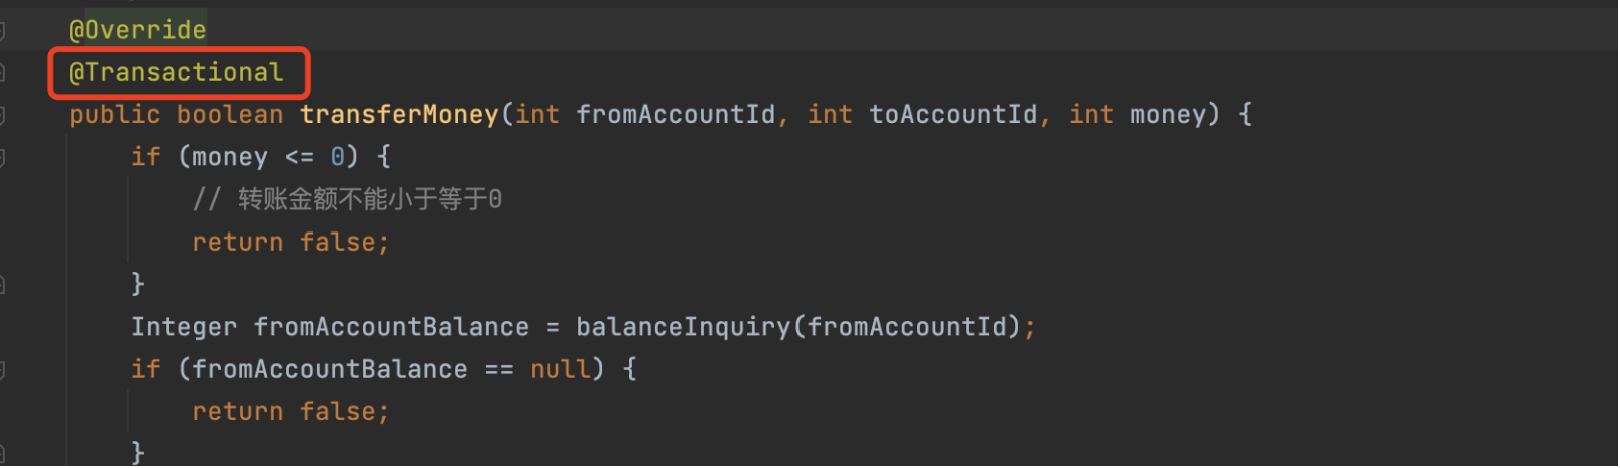 @Override
@Transactional
public boolean transferMoney(int fromAccountId, int toAccountId, int money) {
if (money <= 0) {
// 转账金额不能小于等于0
return false;
}
Integer fromAccountBalance = balanceInquiry(fromAccountId);
if (fromAccountBalance == null) {
return false;
}